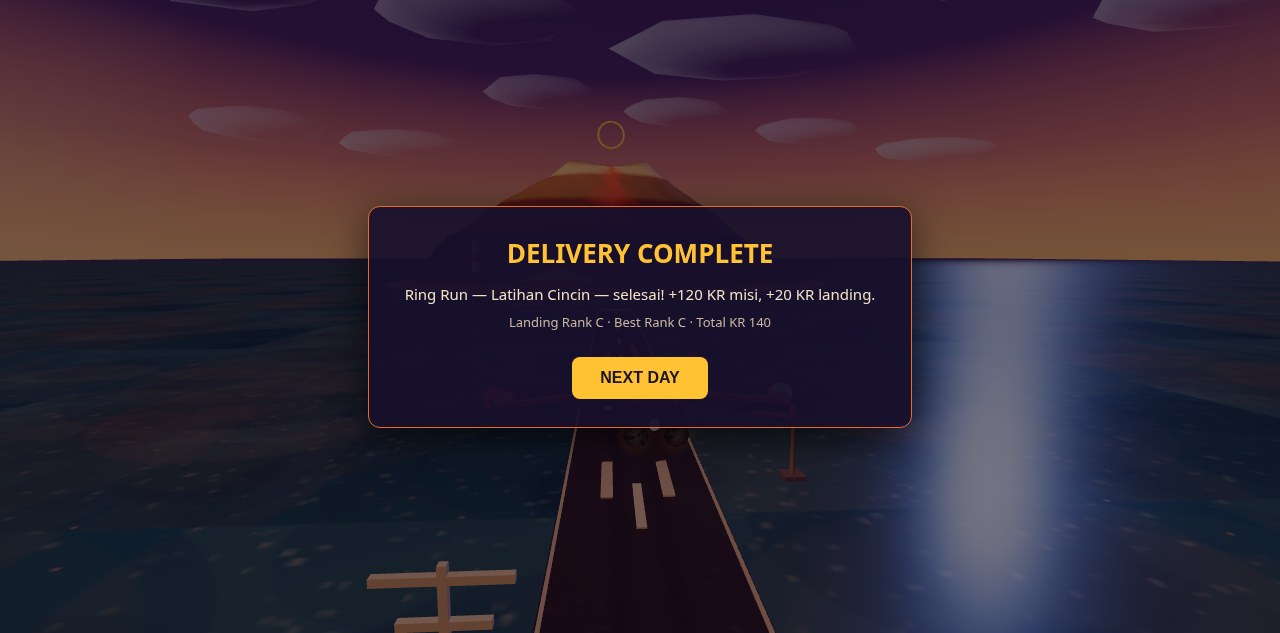 DELIVERY COMPLETE
Ring Run — Latihan Cincin — selesai! +120 KR misi, +20 KR landing.
Landing Rank C · Best Rank C · Total KR 140
NEXT DAY